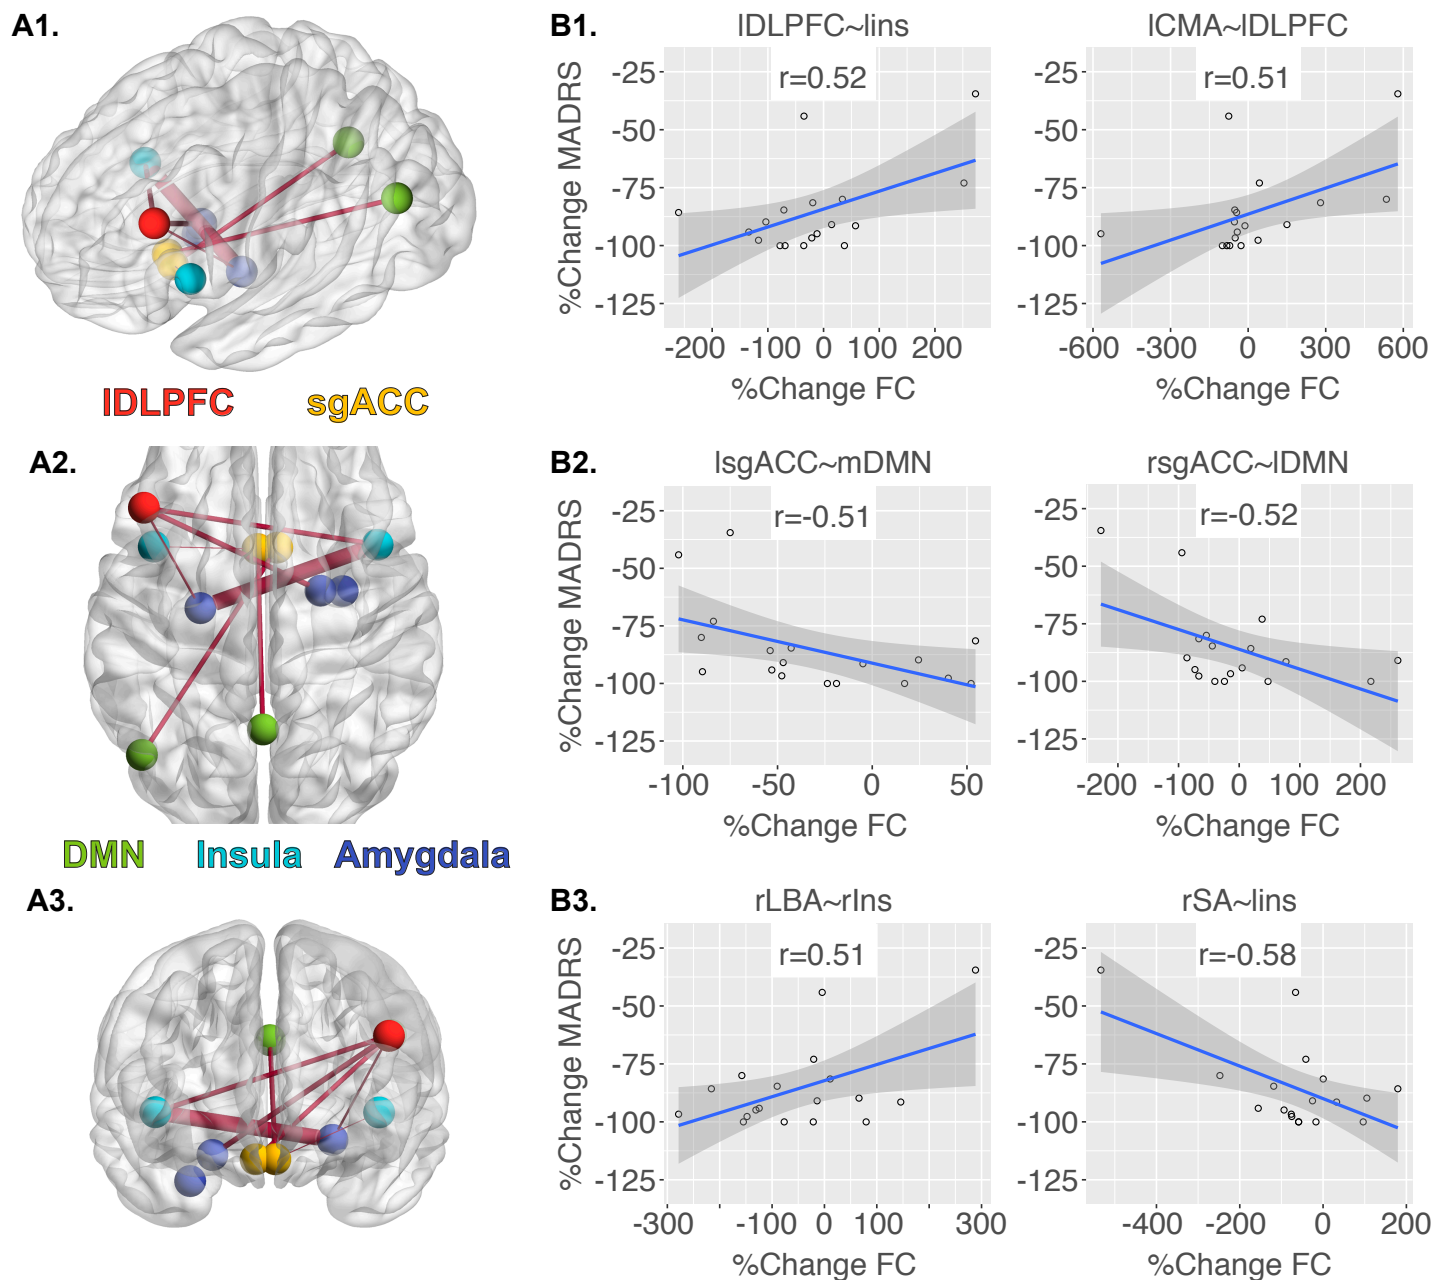 A1.
lDLPFC
sgACC
A2.
DMN
Insula
Amygdala
A3.
B1.
lDLPFC~lins
r=0.52
%Change MADRS
-25
-50
-75
-100
-125
-200
-100
0
100
200
%Change FC
lCMA~lDLPFC
r=0.51
-25
-50
-75
-100
-125
-600
-300
0
300
600
%Change FC
B2.
lsgACC~mDMN
r=-0.51
%Change MADRS
-25
-50
-75
-100
-125
-100
-50
0
50
%Change FC
rsgACC~lDMN
r=-0.52
-25
-50
-75
-100
-125
-200
-100
0
100
200
%Change FC
B3.
rLBA~rIns
r=0.51
%Change MADRS
-25
-50
-75
-100
-125
-300
-100
0
100
300
%Change FC
rSA~lins
r=-0.58
-25
-50
-75
-100
-125
-400
-200
0
200
%Change FC